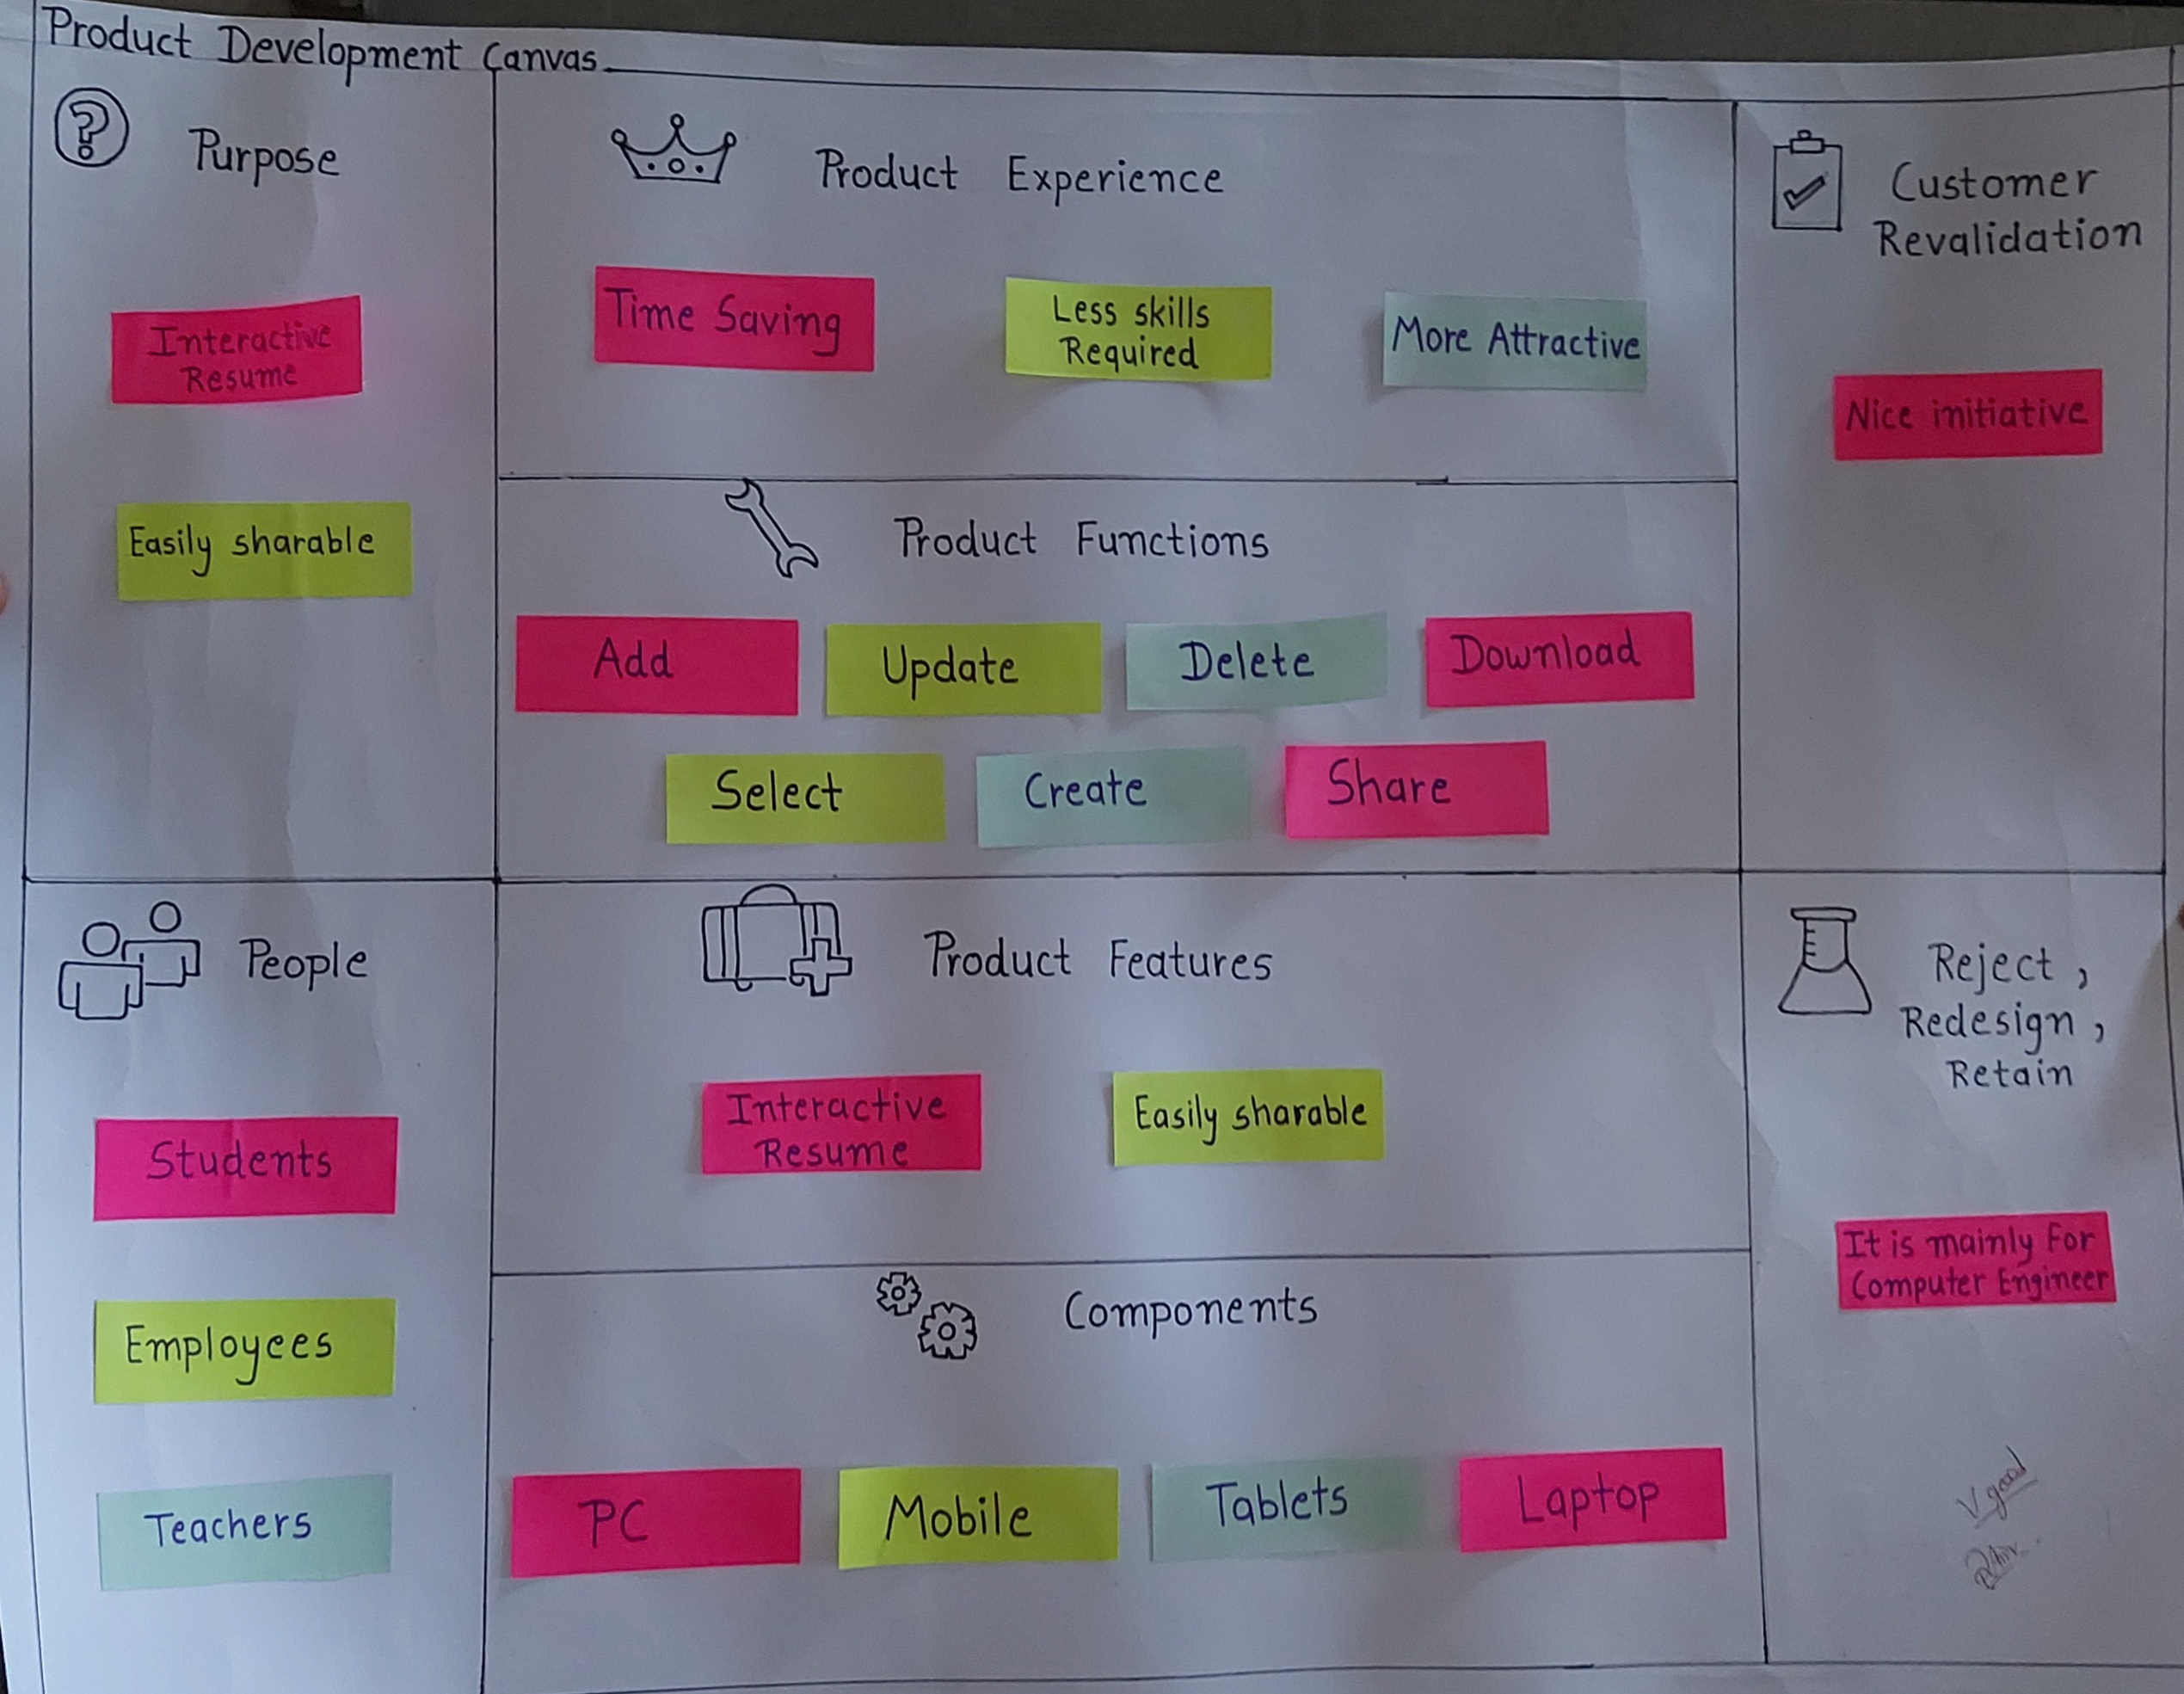 Product Development Canvas
Purpose
Interactive
Resume
Easily sharable
Product Experience
Time Saving
Less skills
Required
More Attractive
Customer
Revalidation
Nice initiative
Product Functions
Add
Update
Delete
Download
Select
Create
Share
People
Students
Employees
Teachers
Product Features
Interactive
Resume
Easily sharable
Components
PC
Mobile
Tablets
Laptop
Reject,
Redesign,
Retain
It is mainly For
Computer Engineer
V good